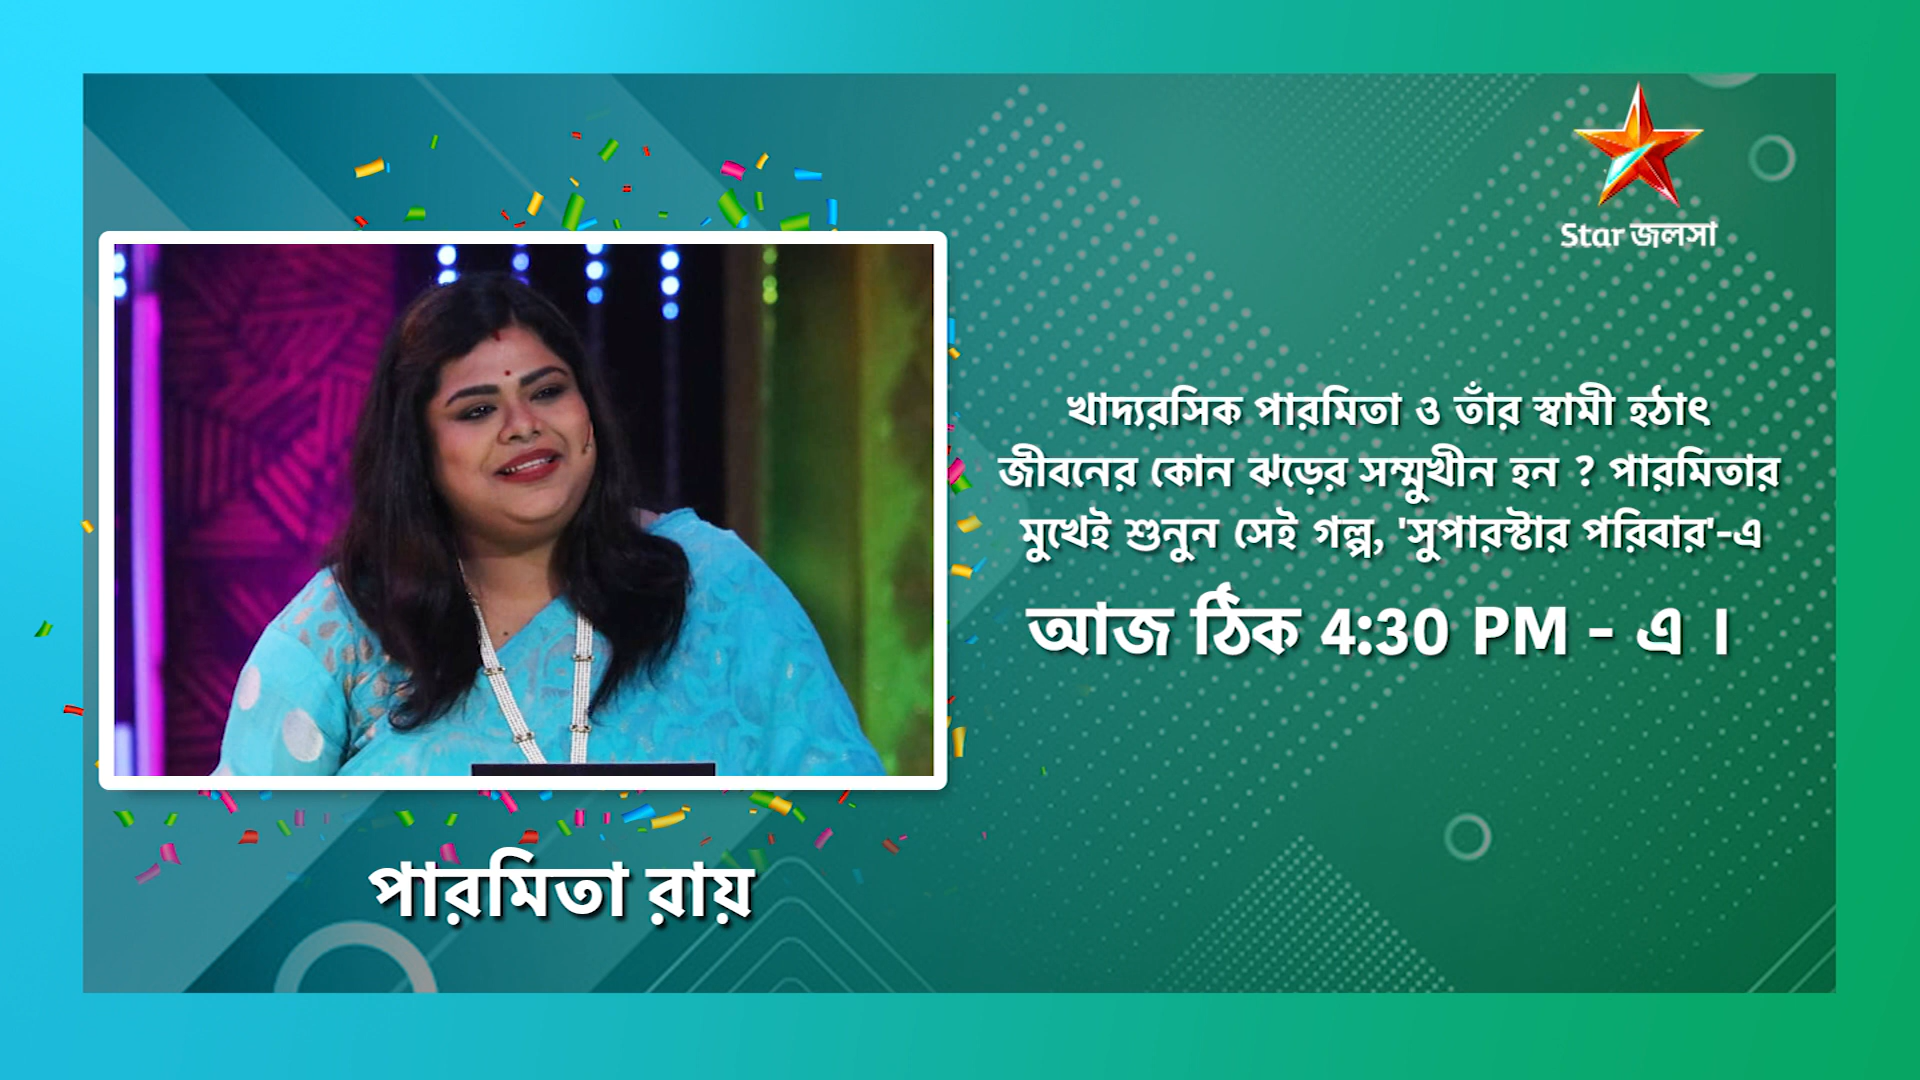 Star জলসা
খাদ্যরসিক পারমিতা ও তাঁর স্বামী হঠাৎ
জীবনের কোন ঝড়ের সম্মুখীন হন ? পারমিতার
মুখেই শুনুন সেই গল্প, 'সুপারস্টার পরিবার'-এ
আজ ঠিক 4:30 PM - এ ।
পারমিতা রায়